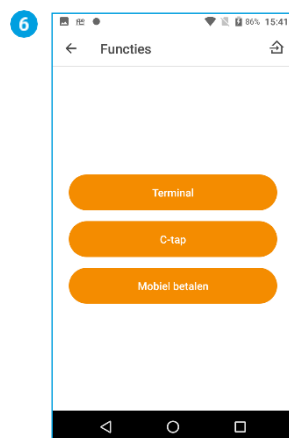 6
86% 15:41
Functies
Terminal
C-tap
Mobiel betalen